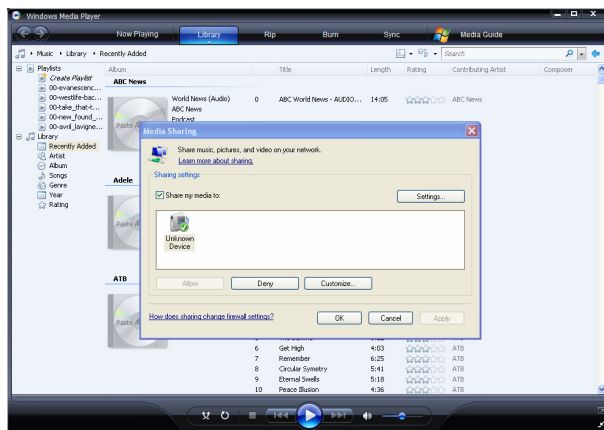 Windows Media Player
Now Playing Library Rip Burn Sync Media Guide
Music Library Recently Added Search
Playlists
Create Playlist
00-evanescenc...
00-westlife-bac...
00-take_that-t...
00-new_found_...
00-avril_lavigne...
Library
Recently Added
Artist
Album
Songs
Genre
Year
Rating
Album Title Length Rating Contributing Artist Composer
ABC News
World News (Audio) 0 ABC World News - AUDIO... 14:05 ABC News
ABC News
Podcast
Paste A
Adele
Paste A
ATB
Paste A
Media Sharing
Share music, pictures, and video on your network.
Learn more about sharing.
Sharing settings
Share my media to:
Settings...
Unknown
Device
Allow Deny Customize...
How does sharing change firewall settings?
OK Cancel Apply
6 Get High 4:03 ATB
7 Remember 6:25 ATB
8 Circular Symetry 5:41 ATB
9 Eternal Swells 5:18 ATB
10 Peace Illusion 4:36 ATB